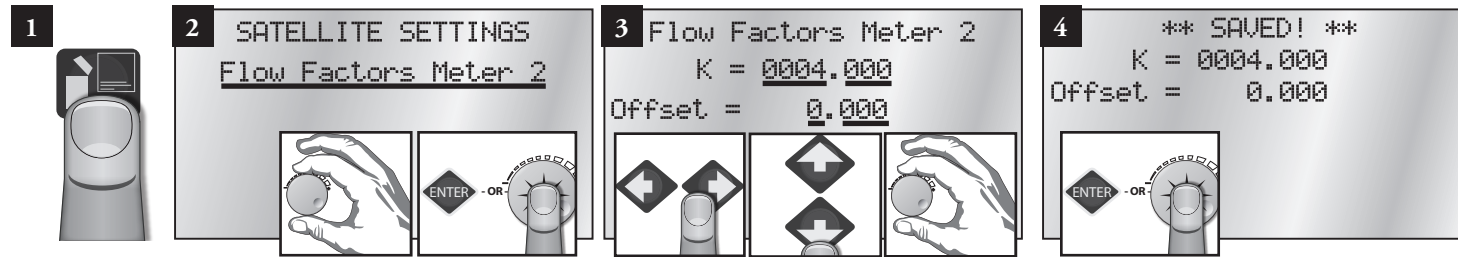 1
2
SATELLITE SETTINGS
Flow Factors Meter 2
ENTER - OR -
3
Flow Factors Meter 2
K = 0004.000
Offset = 0.000
4
** SAVED! **
K = 0004.000
Offset = 0.000
ENTER - OR -